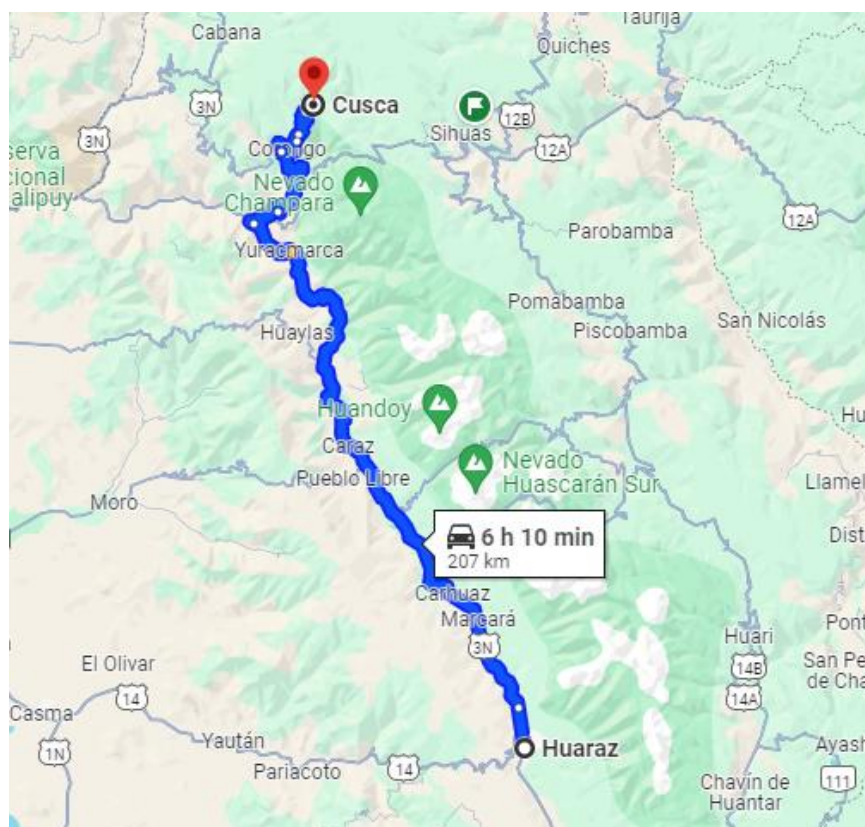 Taurija
Cabana
Quiches
3N
Cusca
12B
Sihuas
3N
12A
Corongo
serva
cional
alipuy
Nevado
Champara
12A
Parobamba
Yuracmarca
Pomabamba
San Nicolás
Piscobamba
Huaylas
Huandoy
Hu
Caraz
Nevado
Huascarán Sur
Pueblo Libre
Llamel
Moro
6 h 10 min
207 km
Dist
Carhuaz
Marcará
Pont
Huari
3N
El Olivar
14B
San Pe
de Cha
14
14A
Casma
1N
Yaután
Huaraz
Ayash
Pariacoto
14
Chavín de
Huantar
111